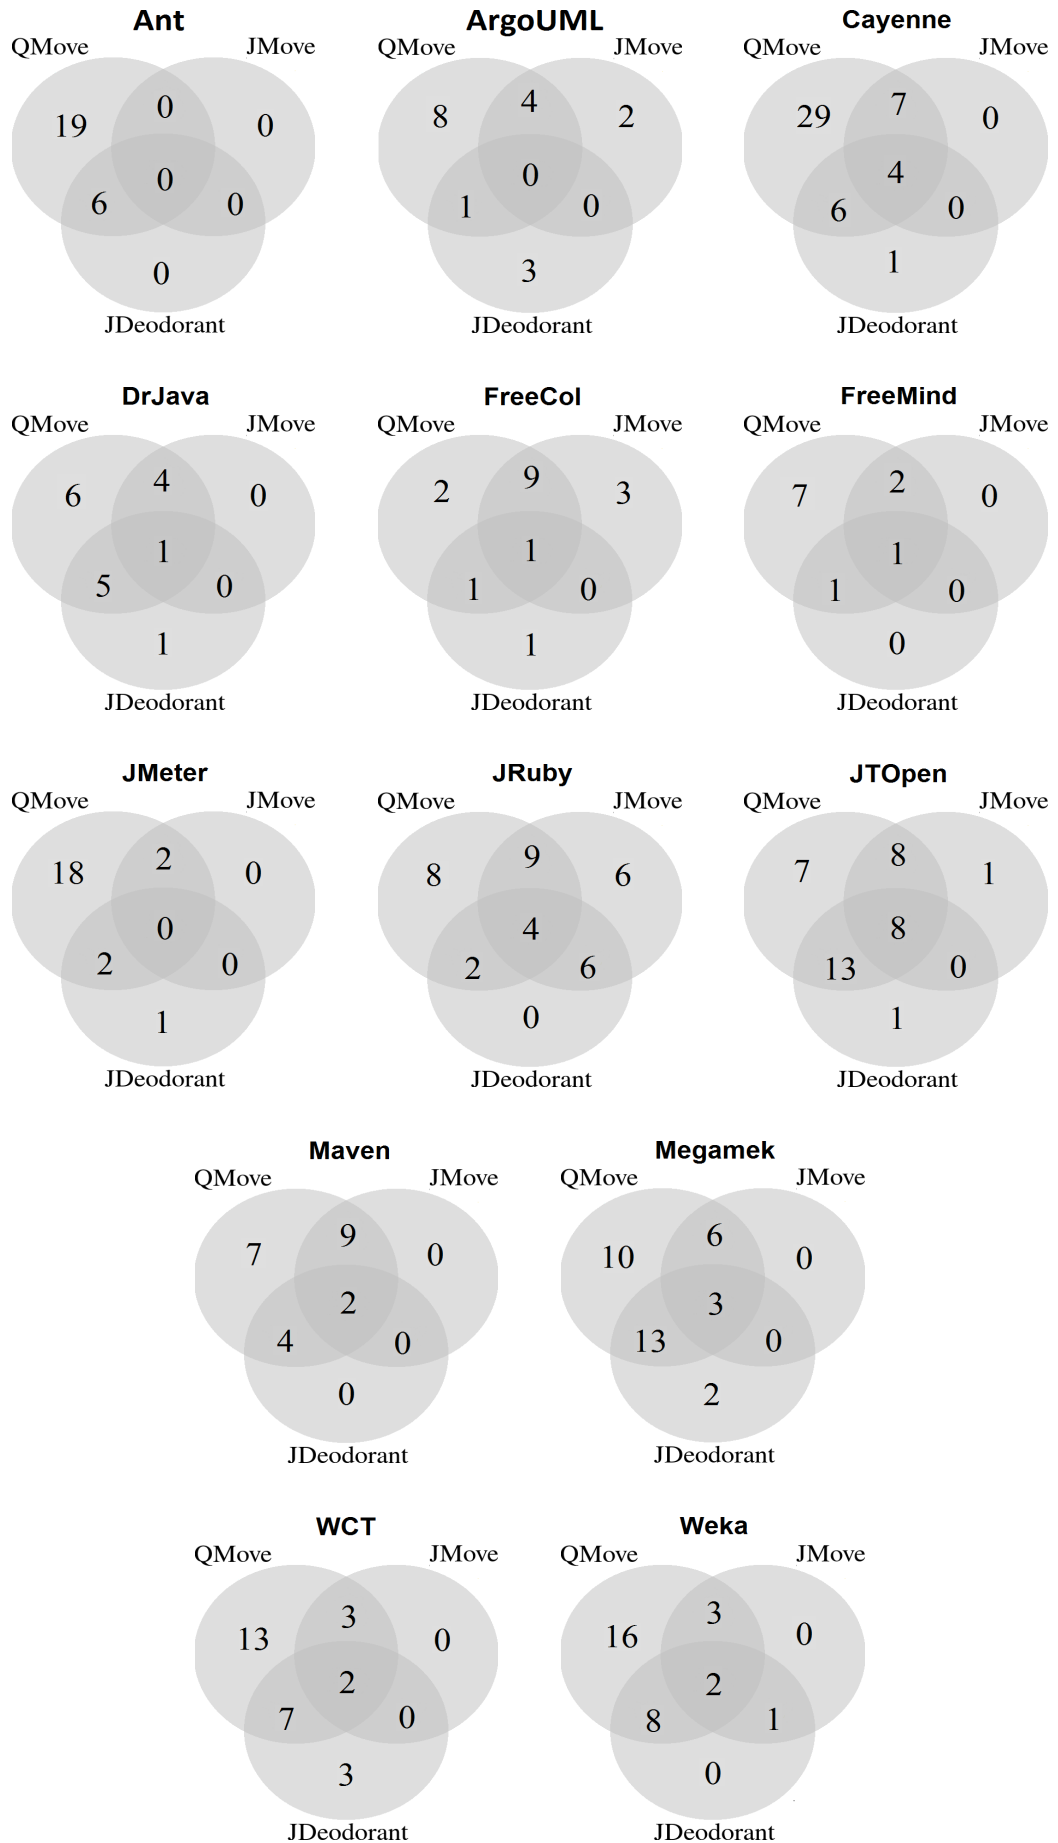 Ant ArgoUML Cayenne
QMove JMove QMove JMove QMove JMove
19 0 0 8 4 2 29 7 0
0 0 4
6 0 1 0 6 0
0 3 1
JDeodorant JDeodorant JDeodorant
DrJava FreeCol FreeMind
QMove JMove QMove JMove QMove JMove
6 4 0 2 9 3 7 2 0
1 1 1
5 0 1 0 1 0
1 1 0
JDeodorant JDeodorant JDeodorant
JMeter JRuby JTOpen
QMove JMove QMove JMove QMove JMove
18 2 0 8 9 6 7 8 1
0 4 8
2 0 2 6 13 0
1 0 1
JDeodorant JDeodorant JDeodorant
Maven Megamek
QMove JMove QMove JMove
7 9 0 10 6 0
2 3
4 0 13 0
0 2
JDeodorant JDeodorant
WCT Weka
QMove JMove QMove JMove
13 3 0 16 3 0
2 2
7 0 8 1
3 0
JDeodorant JDeodorant